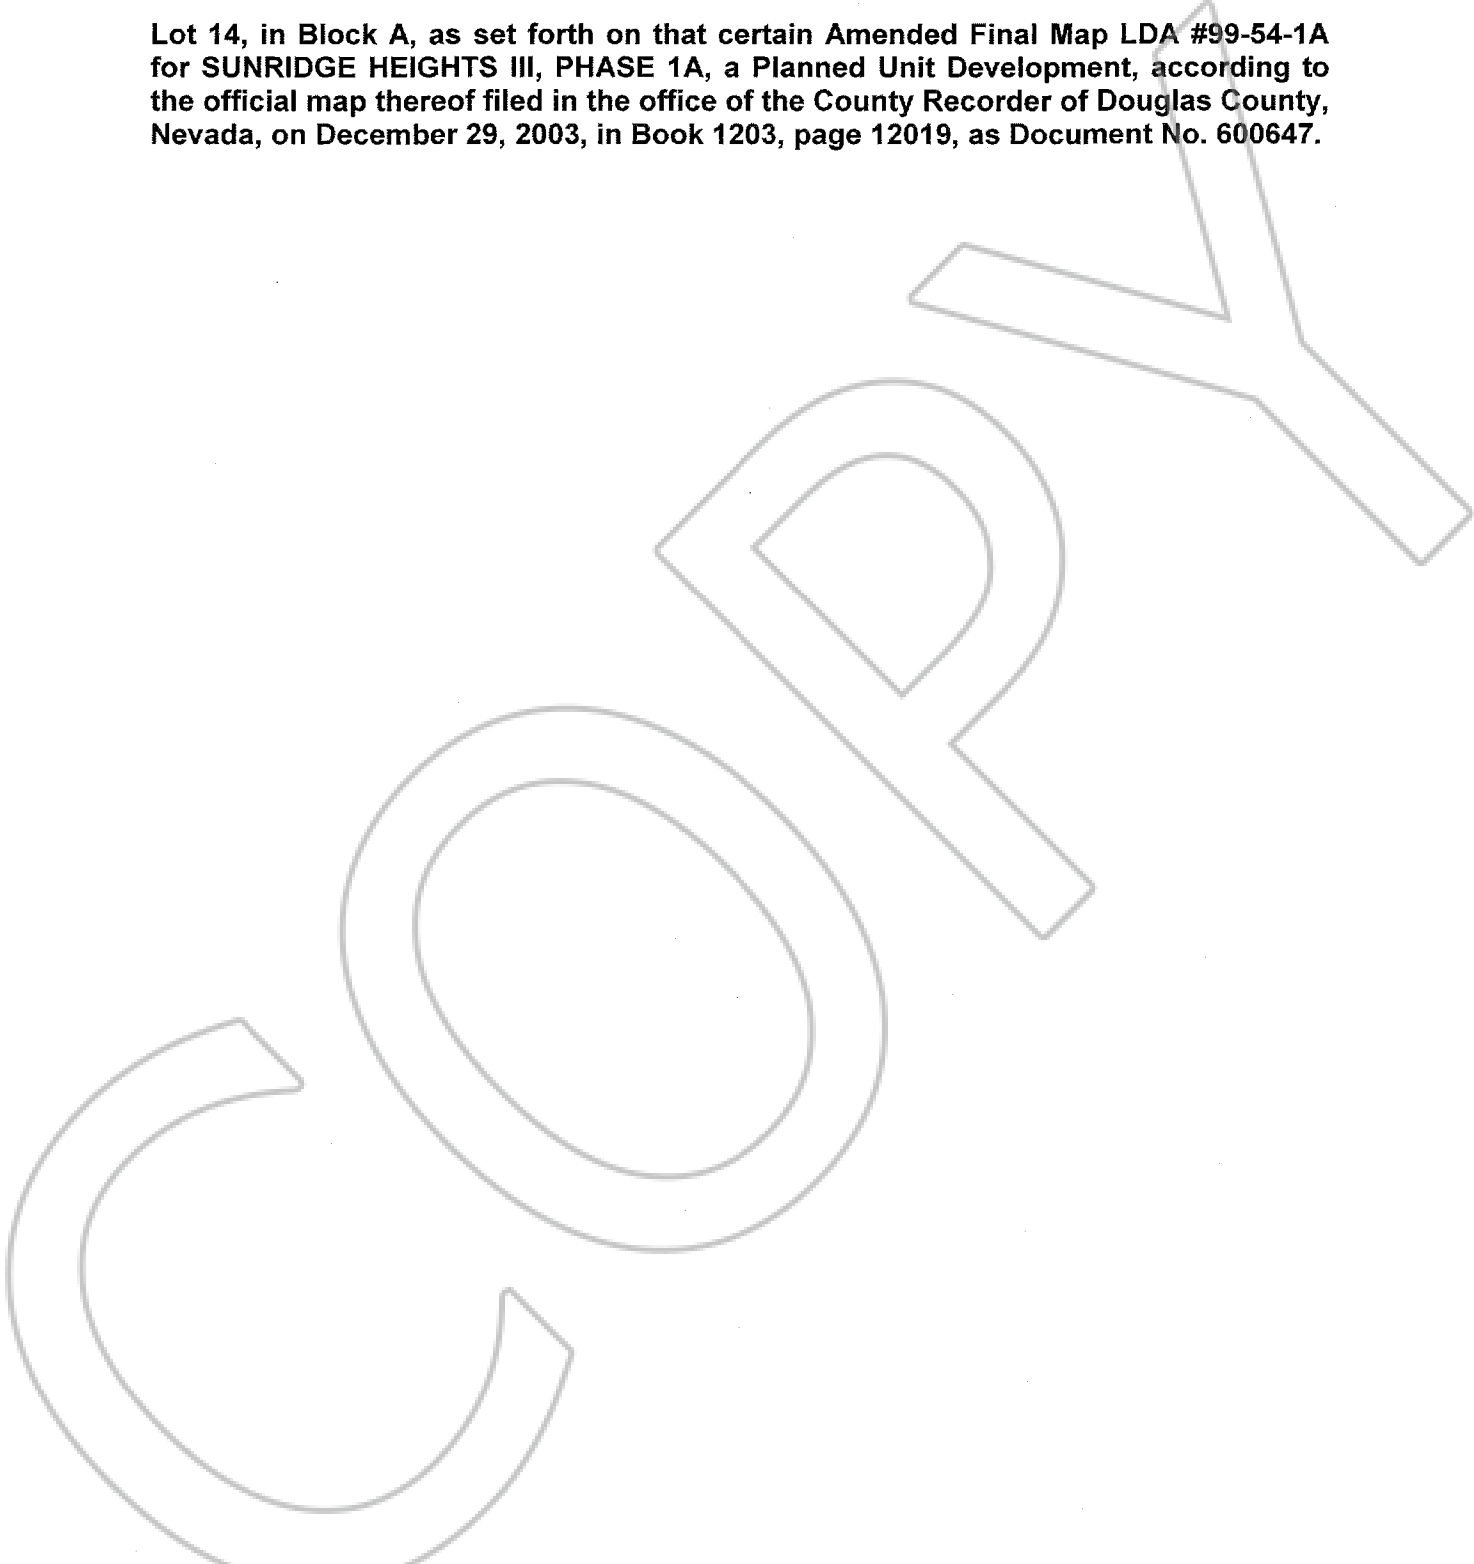 Lot 14, in Block A, as set forth on that certain Amended Final Map LDA #99-54-1A
for SUNRIDGE HEIGHTS III, PHASE 1A, a Planned Unit Development, according to
the official map thereof filed in the office of the County Recorder of Douglas County,
Nevada, on December 29, 2003, in Book 1203, page 12019, as Document No. 600647.
COPY